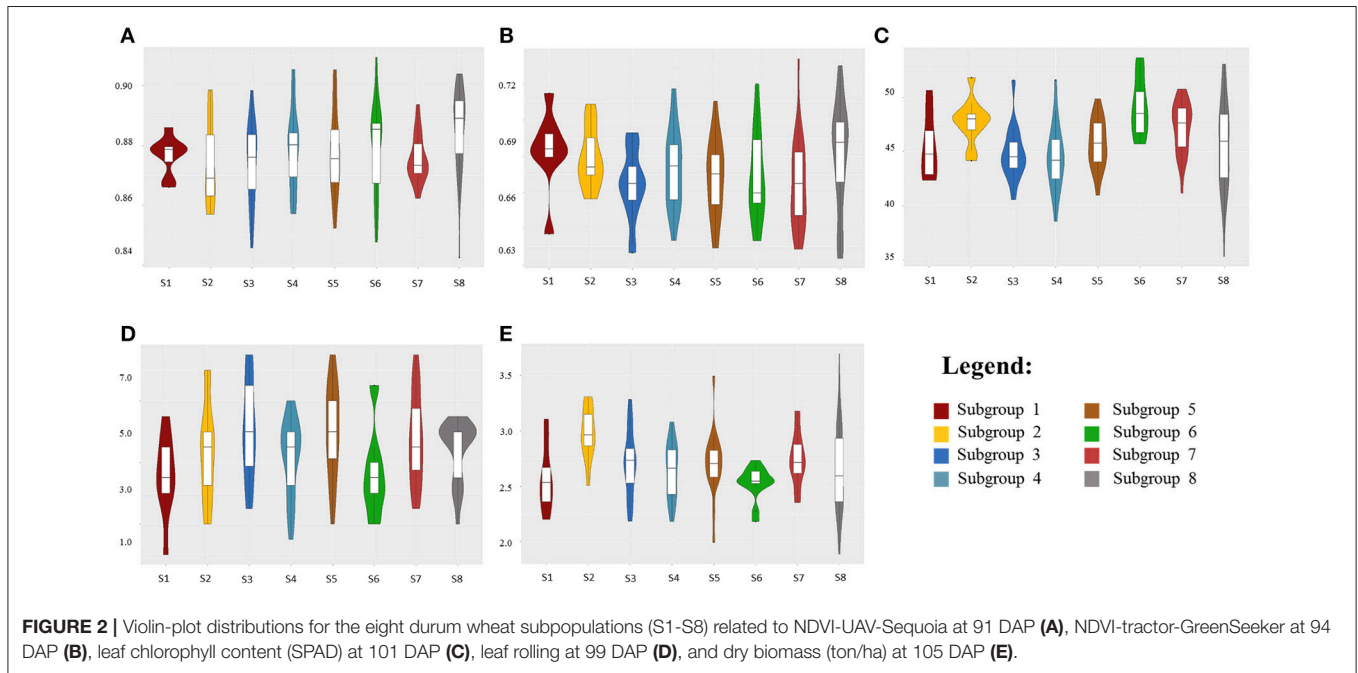 A
0.90
0.88
0.86
0.84
S1 S2 S3 S4 S5 S6 S7 S8
B
0.72
0.69
0.66
0.63
S1 S2 S3 S4 S5 S6 S7 S8
C
50
45
40
35
S1 S2 S3 S4 S5 S6 S7 S8
D
7.0
5.0
3.0
1.0
S1 S2 S3 S4 S5 S6 S7 S8
E
3.5
3.0
2.5
2.0
S1 S2 S3 S4 S5 S6 S7 S8
Legend:
Subgroup 1
Subgroup 2
Subgroup 3
Subgroup 4
Subgroup 5
Subgroup 6
Subgroup 7
Subgroup 8
FIGURE 2 | Violin-plot distributions for the eight durum wheat subpopulations (S1-S8) related to NDVI-UAV-Sequoia at 91 DAP (A), NDVI-tractor-GreenSeeker at 94
DAP (B), leaf chlorophyll content (SPAD) at 101 DAP (C), leaf rolling at 99 DAP (D), and dry biomass (ton/ha) at 105 DAP (E).